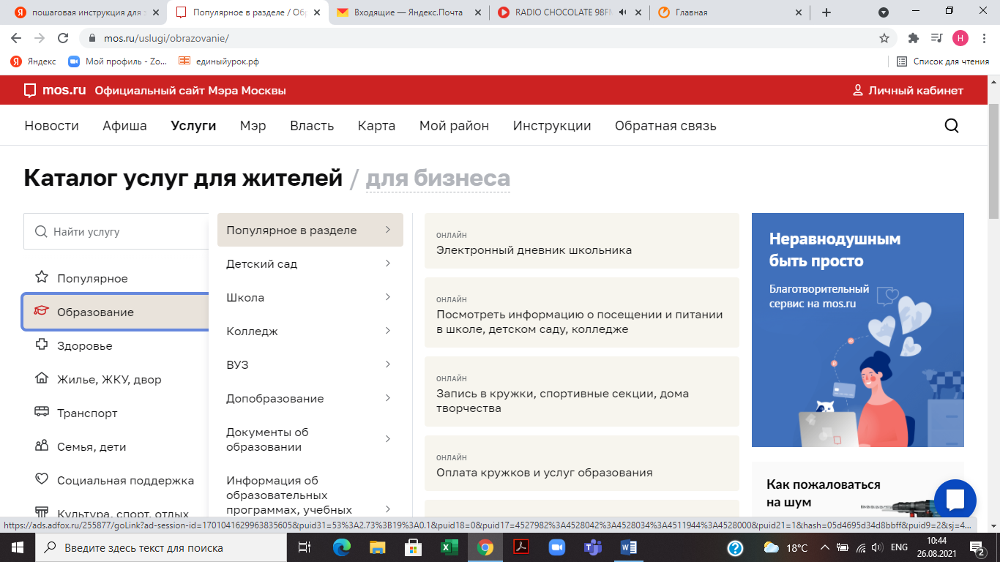 пошаговая инструкция для з
Популярное в разделе / Обр
Входящие — Яндекс.Почта
RADIO CHOCOLATE 98FM
Главная
mos.ru/uslugi/obrazovanie/
Н
Яндекс
Мой профиль - Zo...
единыйурок.рф
Список для чтения
mos.ru Официальный сайт Мэра Москвы
Личный кабинет
Новости Афиша Услуги Мэр Власть Карта Мой район Инструкции Обратная связь
Каталог услуг для жителей / для бизнеса
Найти услугу
Популярное
Образование
Здоровье
Жилье, ЖКУ, двор
Транспорт
Семья, дети
Социальная поддержка
Культура, спорт, отдых
Популярное в разделе
Детский сад
Школа
Колледж
ВУЗ
Допобразование
Документы об
образовании
Информация об
образовательных
программах, учебных
ОНЛАЙН
Электронный дневник школьника
ОНЛАЙН
Посмотреть информацию о посещении и питании
в школе, детском саду, колледже
ОНЛАЙН
Запись в кружки, спортивные секции, дома
творчества
ОНЛАЙН
Оплата кружков и услуг образования
Неравнодушным
быть просто
Благотворительный
сервис на mos.ru
Как пожаловаться
на шум
https://ads.adfox.ru/255877/goLink?ad-session-id=1701041629963835605&puid31=53%3A2.73%3B19%3A0.1&puid18=0&puid17=4527982%3A4528042%3A4528034%3A4511944%3A4528000&puid21=1&hash=05d4695d34d8bbff&puid9=2&sj=4...
Введите здесь текст для поиска
18°C
ENG
10:44
26.08.2021
2